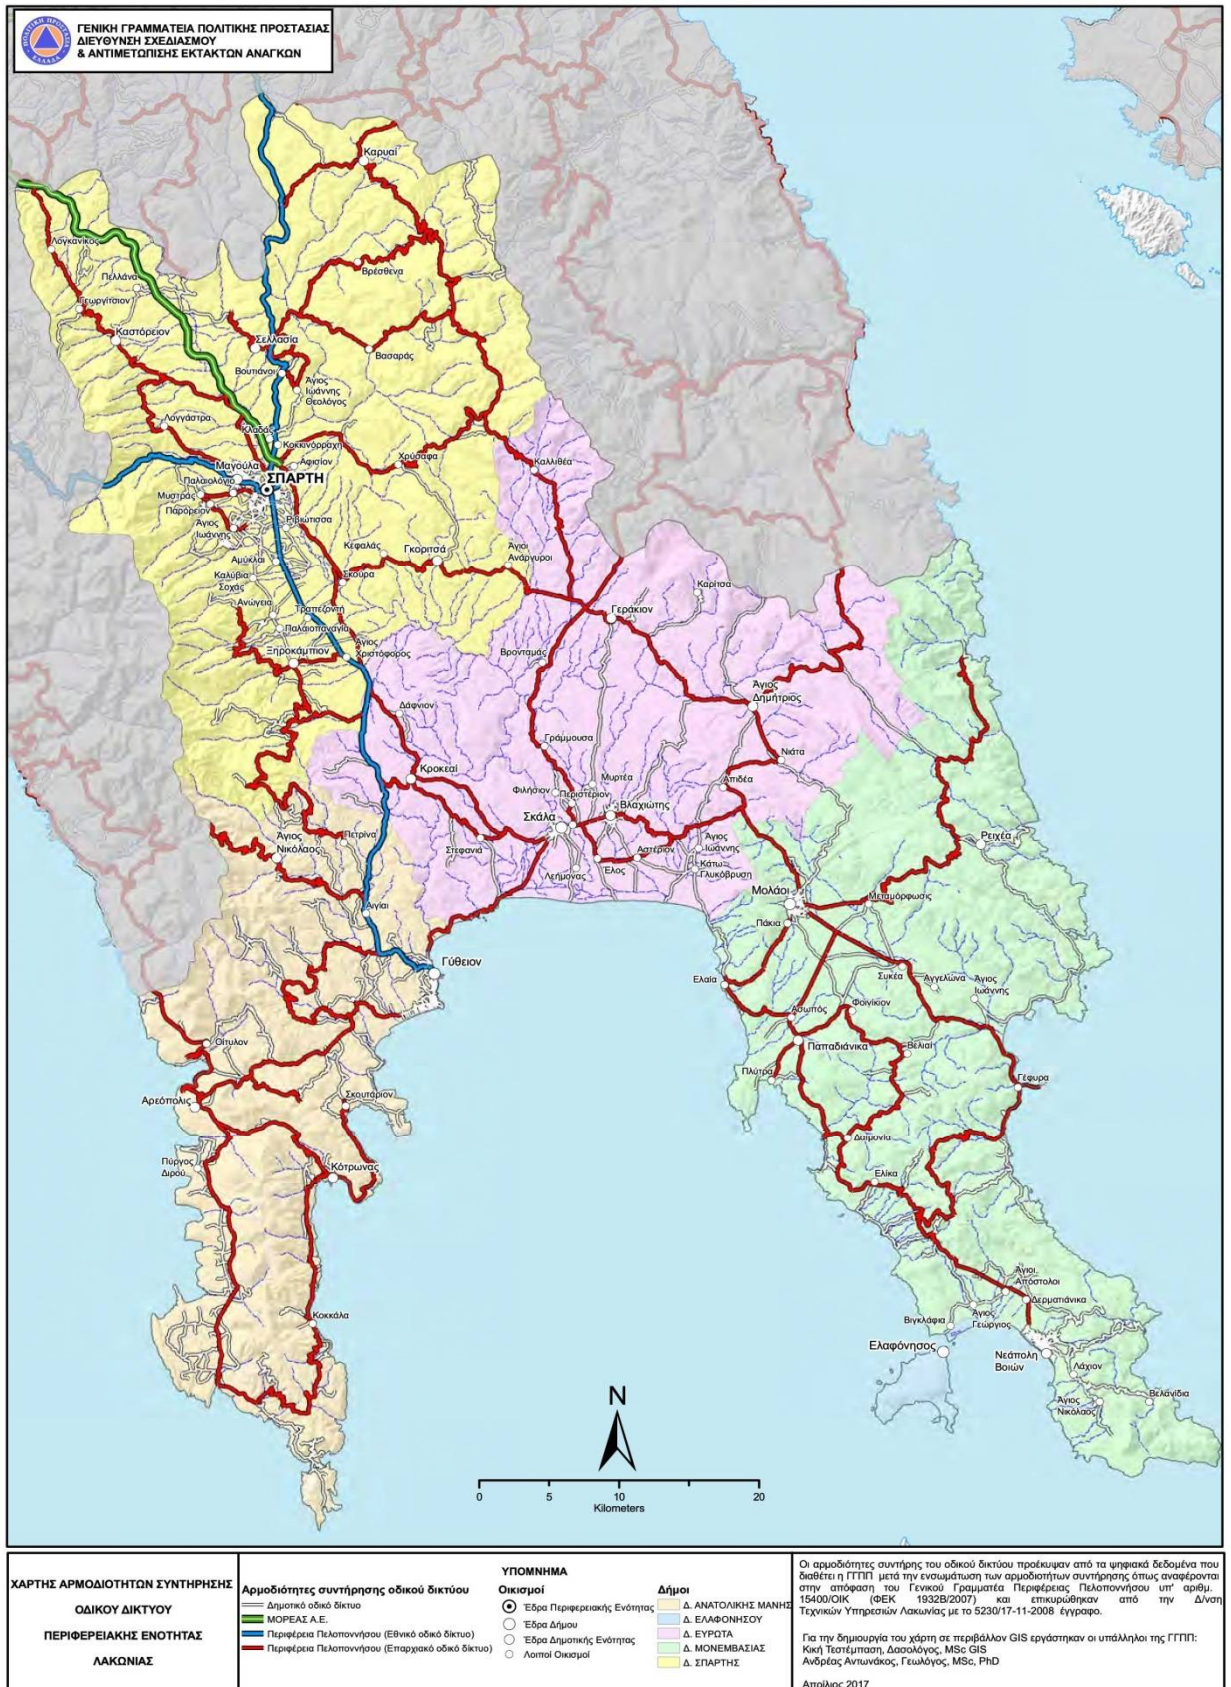 ΓΕΝΙΚΗ ΓΡΑΜΜΑΤΕΙΑ ΠΟΛΙΤΙΚΗΣ ΠΡΟΣΤΑΣΙΑΣ
ΔΙΕΥΘΥΝΣΗ ΣΧΕΔΙΑΣΜΟΥ
& ΑΝΤΙΜΕΤΩΠΙΣΗΣ ΕΚΤΑΚΤΩΝ ΑΝΑΓΚΩΝ
ΠΟΛΙΤΙΚΗ ΠΡΟΣΤΑΣΙΑ
ΕΛΛΑΔΑ
Καρυαί
Λογκανίκος
Βρέσθενα
Πελλάνα
Γεωργίτσιον
Καστόρειον
Σελλασία
Βασαράς
Βουτιάνοι
Άγιος
Ιωάννης
Θεολόγος
Λογγάστρα
Κλαδάς
Κοκκινόρραχη
Μαγούλα
Αφισίον
Χρύσαφα
Καλλιθέα
Παλαιολόγιο
ΣΠΑΡΤΗ
Μυστράς
Παρόρειον
Άγιος
Ιωάννης
Ριβιώτισσα
Αμύκλαι
Κεφαλάς
Γκοριτσά
Άγιοι
Ανάργυροι
Καλύβια
Σοχάς
Σκούρα
Καρίτσα
Ανώγεια
Τραπεζοντή
Γεράκιον
Παλαιοπαναγία
Άγιος
Χριστόφορος
Ξηροκάμπιον
Βρονταμάς
Άγιος
Δημήτριος
Δάφνιον
Γράμμουσα
Νιάτα
Κροκεαί
Μυρτέα
Απιδέα
Φιλήσιον
Περιστέριον
Βλαχιώτης
Σκάλα
Πετρίνα
Άγιος
Νικόλαος
Στεφανιά
Άγιος
Ιωάννης
Αστέριον
Ρειχέα
Λεήμονας
Έλος
Κάτω
Γλυκόβρυση
Μολάοι
Μεταμόρφωσις
Αιγίαι
Πάκια
Γύθειον
Ελαία
Συκέα
Αγγελώνα
Άγιος
Ιωάννης
Ασωπός
Φοινίκιον
Οίτυλον
Παπαδιάνικα
Βελιαί
Πλύτρα
Γέφυρα
Αρεόπολις
Σκουτάριον
Δαιμονία
Πύργος
Διρού
Κότρωνας
Ελίκα
Άγιοι
Απόστολοι
Δερματιάνικα
Κοκκάλα
Βιγκλάφια
Άγιος
Γεώργιος
Ελαφόνησος
Νεάπολη
Βοιών
Λάχιον
Άγιος
Νικόλαος
Βελανίδια
N
0 5 10 20
Kilometers
ΧΑΡΤΗΣ ΑΡΜΟΔΙΟΤΗΤΩΝ ΣΥΝΤΗΡΗΣΗΣ
ΟΔΙΚΟΥ ΔΙΚΤΥΟΥ
ΠΕΡΙΦΕΡΕΙΑΚΗΣ ΕΝΟΤΗΤΑΣ
ΛΑΚΩΝΙΑΣ
ΥΠΟΜΝΗΜΑ
Αρμοδιότητες συντήρησης οδικού δικτύου
Δημοτικό οδικό δίκτυο
ΜΟΡΕΑΣ Α.Ε.
Περιφέρεια Πελοποννήσου (Εθνικό οδικό δίκτυο)
Περιφέρεια Πελοποννήσου (Επαρχιακό οδικό δίκτυο)
Οικισμοί
Έδρα Περιφερειακής Ενότητας
Έδρα Δήμου
Έδρα Δημοτικής Ενότητας
Λοιποί Οικισμοί
Δήμοι
Δ. ΑΝΑΤΟΛΙΚΗΣ ΜΑΝΗΣ
Δ. ΕΛΑΦΟΝΗΣΟΥ
Δ. ΕΥΡΩΤΑ
Δ. ΜΟΝΕΜΒΑΣΙΑΣ
Δ. ΣΠΑΡΤΗΣ
Οι αρμοδιότητες συντήρης του οδικού δικτύου προέκυψαν από τα ψηφιακά δεδομένα που
διαθέτει η ΓΓΠΠ μετά την ενσωμάτωση των αρμοδιοτήτων συντήρησης όπως αναφέρονται
στην απόφαση του Γενικού Γραμματέα Περιφέρειας Πελοποννήσου υπ' αριθμ.
15400/ΟΙΚ (ΦΕΚ 1932Β/2007) και επικυρώθηκαν από την Δ/νση
Τεχνικών Υπηρεσιών Λακωνίας με το 5230/17-11-2008 έγγραφο.
Για την δημιουργία του χάρτη σε περιβάλλον GIS εργάστηκαν οι υπάλληλοι της ΓΓΠΠ:
Κική Τεστέμπαση, Δασολόγος, MSc GIS
Ανδρέας Αντωνάκος, Γεωλόγος, MSc, PhD
Απρίλιος 2017